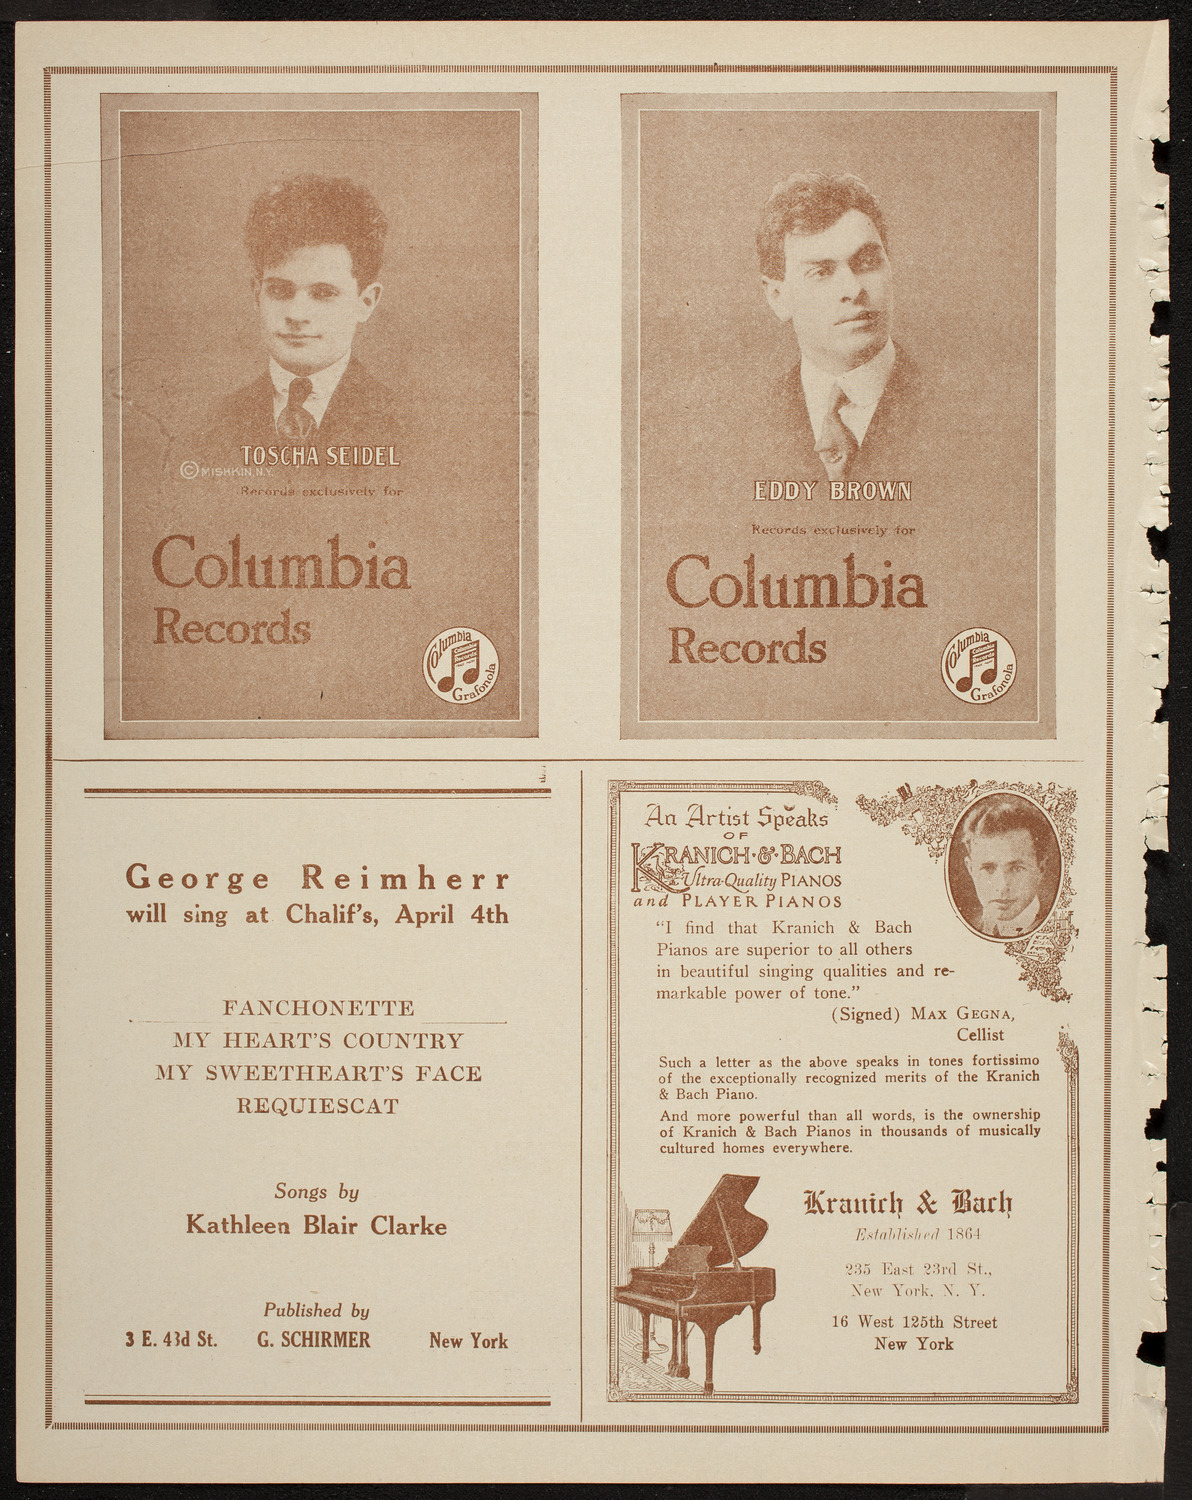 TOSCHA SEIDEL
© MISHKIN, N.Y.
Records exclusively for
Columbia
Records
Columbia
Grafonola
EDDY BROWN
Records exclusively for
Columbia
Records
Columbia
Grafonola
George Reimherr
will sing at Chalif's, April 4th
FANCHONETTE
MY HEART'S COUNTRY
MY SWEETHEART'S FACE
REQUIESCAT
Songs by
Kathleen Blair Clarke
Published by
3 E. 43d St. G. SCHIRMER New York
An Artist Speaks
OF
KRANICH·&·BACH
Ultra-Quality PIANOS
and PLAYER PIANOS
"I find that Kranich & Bach
Pianos are superior to all others
in beautiful singing qualities and re-
markable power of tone."
(Signed) MAX GEGNA,
Cellist
Such a letter as the above speaks in tones fortissimo
of the exceptionally recognized merits of the Kranich
& Bach Piano.
And more powerful than all words, is the ownership
of Kranich & Bach Pianos in thousands of musically
cultured homes everywhere.
Kranich & Bach
Established 1864
235 East 23rd St.,
New York, N. Y.
16 West 125th Street
New York